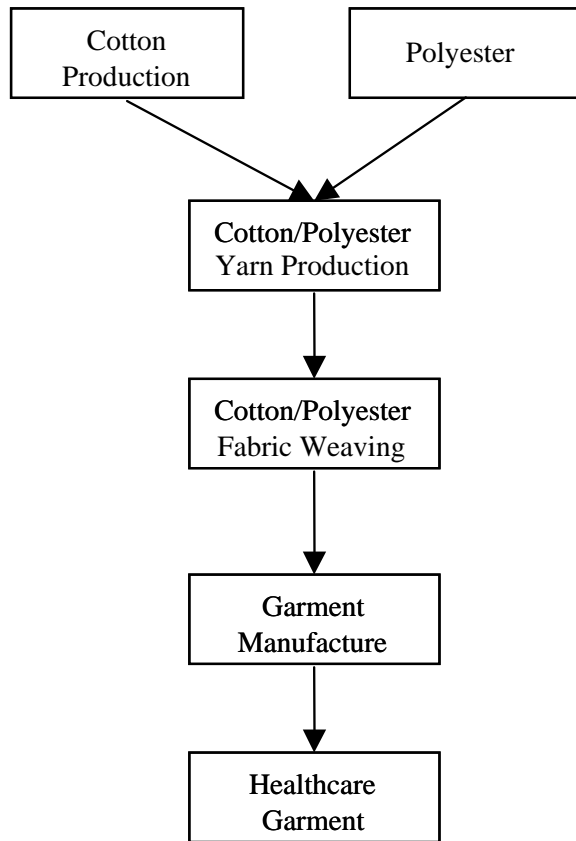 Cotton
Production
Polyester
Cotton/Polyester
Yarn Production
Cotton/Polyester
Fabric Weaving
Garment
Manufacture
Healthcare
Garment